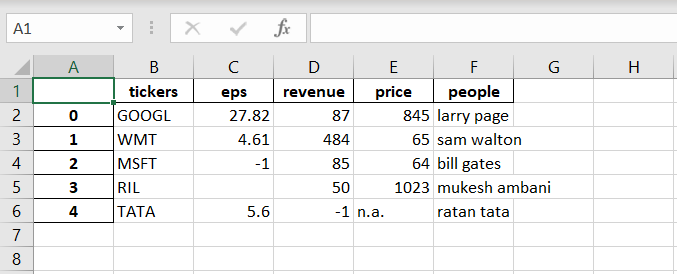 A1 fx
A B C D E F G H
1 tickers eps revenue price people
2 0 GOOGL 27.82 87 845 larry page
3 1 WMT 4.61 484 65 sam walton
4 2 MSFT -1 85 64 bill gates
5 3 RIL 50 1023 mukesh ambani
6 4 TATA 5.6 -1 n.a. ratan tata
7
8